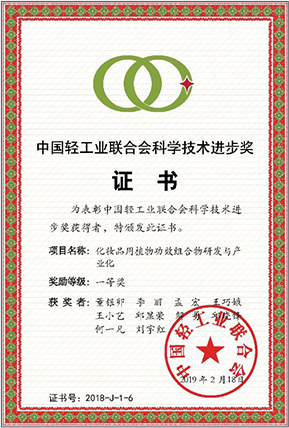 中国轻工业联合会科学技术进步奖
证书
为表彰中国轻工业联合会科学技术进
步奖获得者，特颁发此证书。
项目名称：化妆品用植物功效组合物研发与产
业化
奖励等级：一等奖
获奖者：董银卯 李丽 孟宏 王巧娥
王小艺 邱显荣
何一凡 刘宇红
中国轻工业联合会
2019年2月18日
证书号：2018-J-1-6